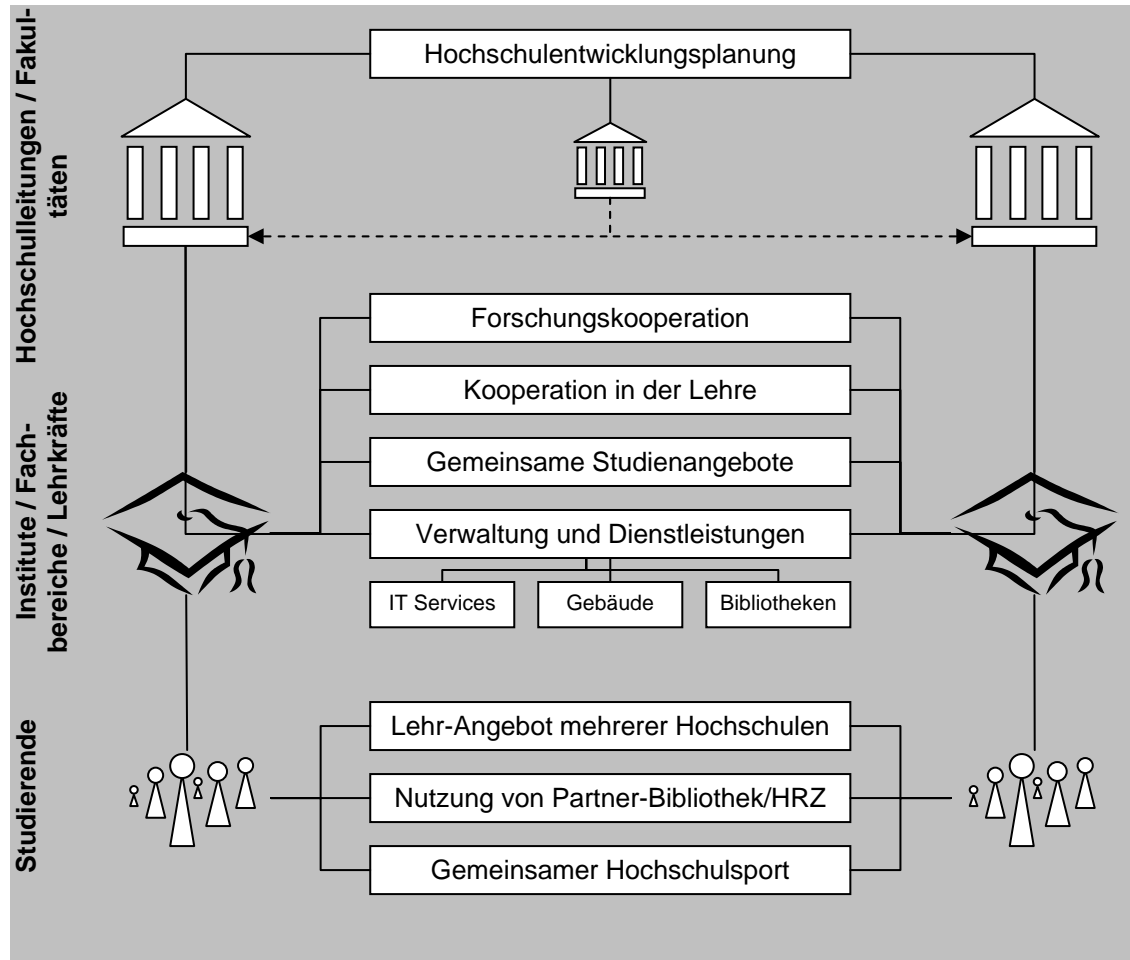 Hochschulleitungen / Fakul-
täten
Hochschulentwicklungsplanung
Institute / Fach-
bereiche / Lehrkräfte
Forschungskooperation
Kooperation in der Lehre
Gemeinsame Studienangebote
Verwaltung und Dienstleistungen
IT Services
Gebäude
Bibliotheken
Studierende
Lehr-Angebot mehrerer Hochschulen
Nutzung von Partner-Bibliothek/HRZ
Gemeinsamer Hochschulsport